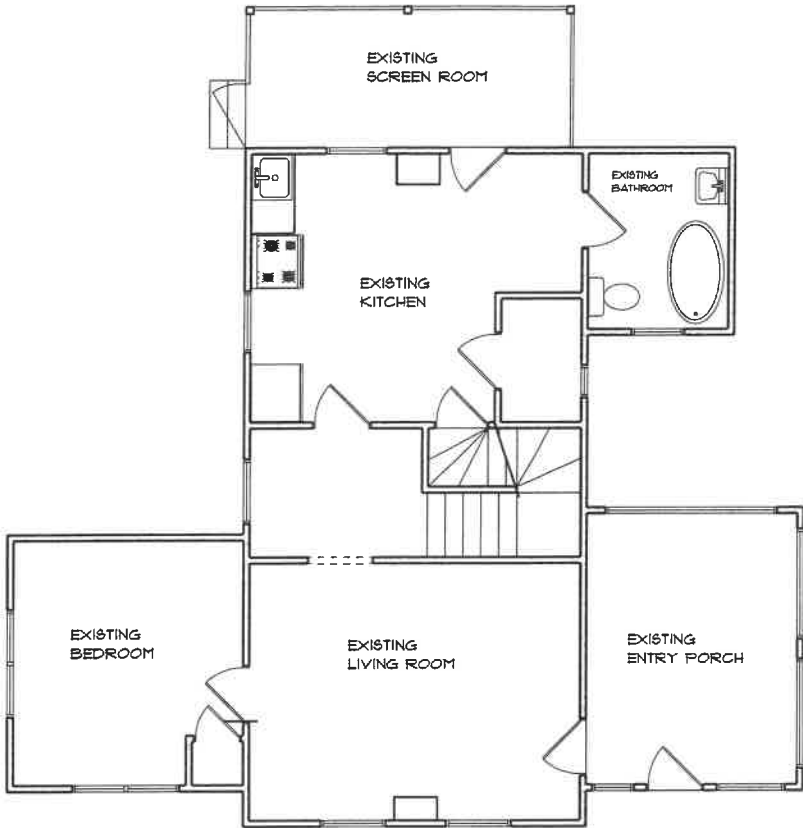 EXISTING
SCREEN ROOM
EXISTING
BATHROOM
EXISTING
KITCHEN
EXISTING
BEDROOM
EXISTING
LIVING ROOM
EXISTING
ENTRY PORCH